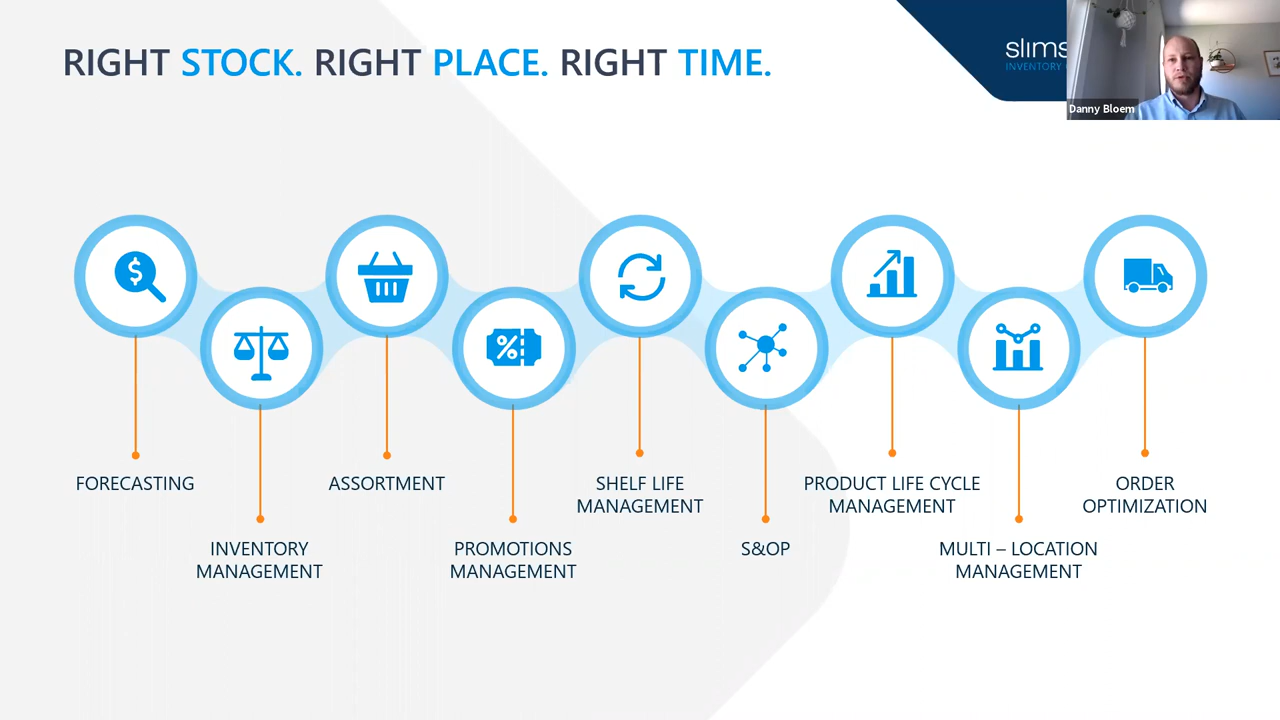 RIGHT STOCK. RIGHT PLACE. RIGHT TIME.
slims
INVENTORY
Danny Bloem
FORECASTING
INVENTORY
MANAGEMENT
ASSORTMENT
PROMOTIONS
MANAGEMENT
SHELF LIFE
MANAGEMENT
S&OP
PRODUCT LIFE CYCLE
MANAGEMENT
MULTI – LOCATION
MANAGEMENT
ORDER
OPTIMIZATION